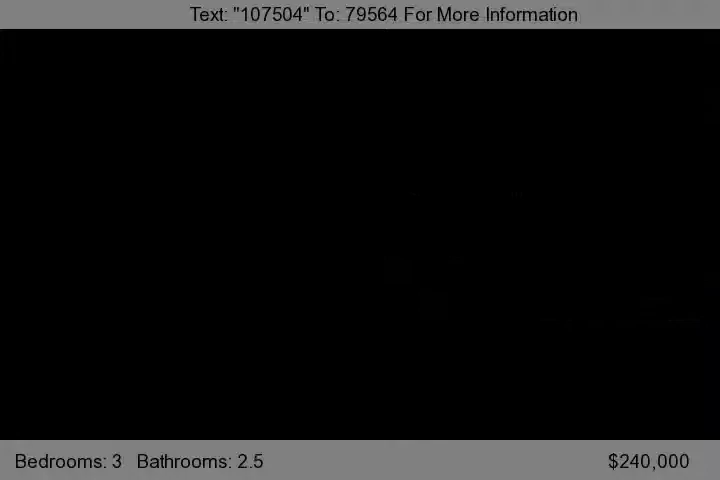 Text: "107504" To: 79564 For More Information
Bedrooms: 3 Bathrooms: 2.5 $240,000